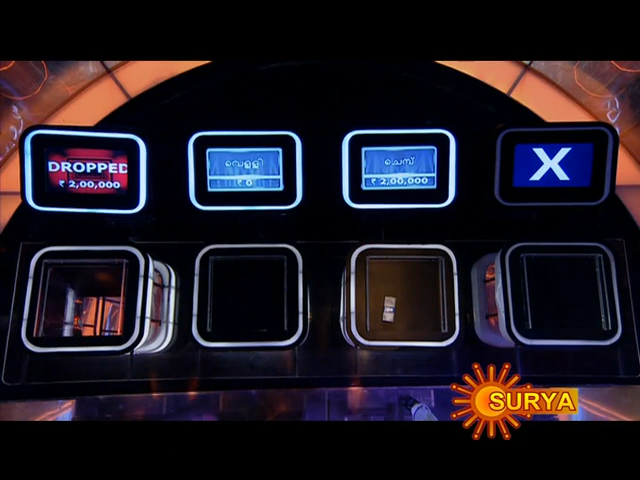 DROPPED
₹ 2,00,000
വെള്ളി
₹ 0
ചെമ്പ്
₹ 2,00,000
X
SURYA